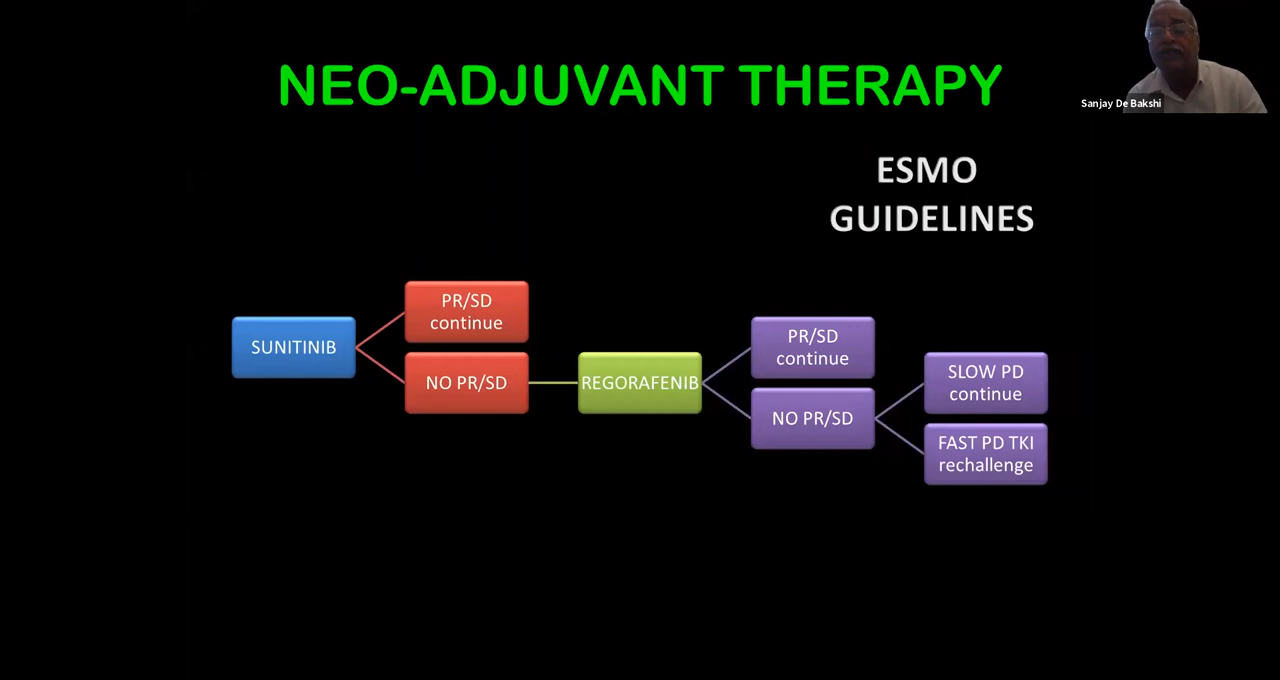 NEO-ADJUVANT THERAPY
Sanjay De Bakshi
ESMO
GUIDELINES
SUNITINIB
PR/SD
continue
NO PR/SD
REGORAFENIB
PR/SD
continue
NO PR/SD
SLOW PD
continue
FAST PD TKI
rechallenge